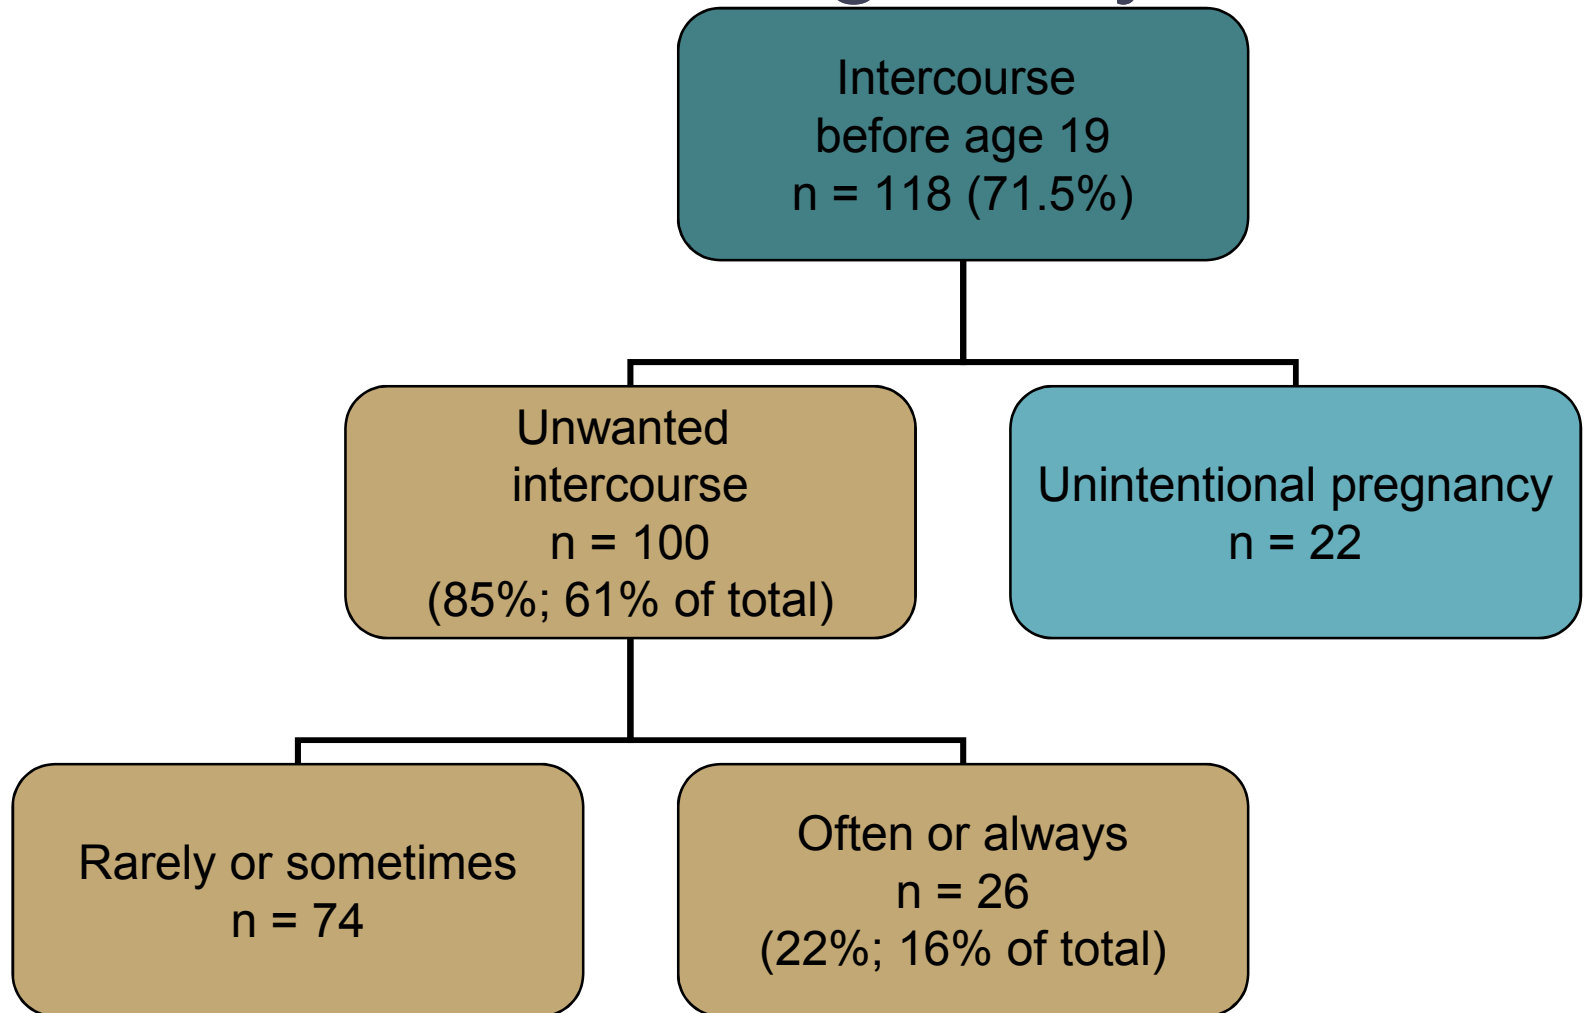 Intercourse
before age 19
n = 118 (71.5%)
Unwanted
intercourse
n = 100
(85%; 61% of total)
Unintentional pregnancy
n = 22
Rarely or sometimes
n = 74
Often or always
n = 26
(22%; 16% of total)